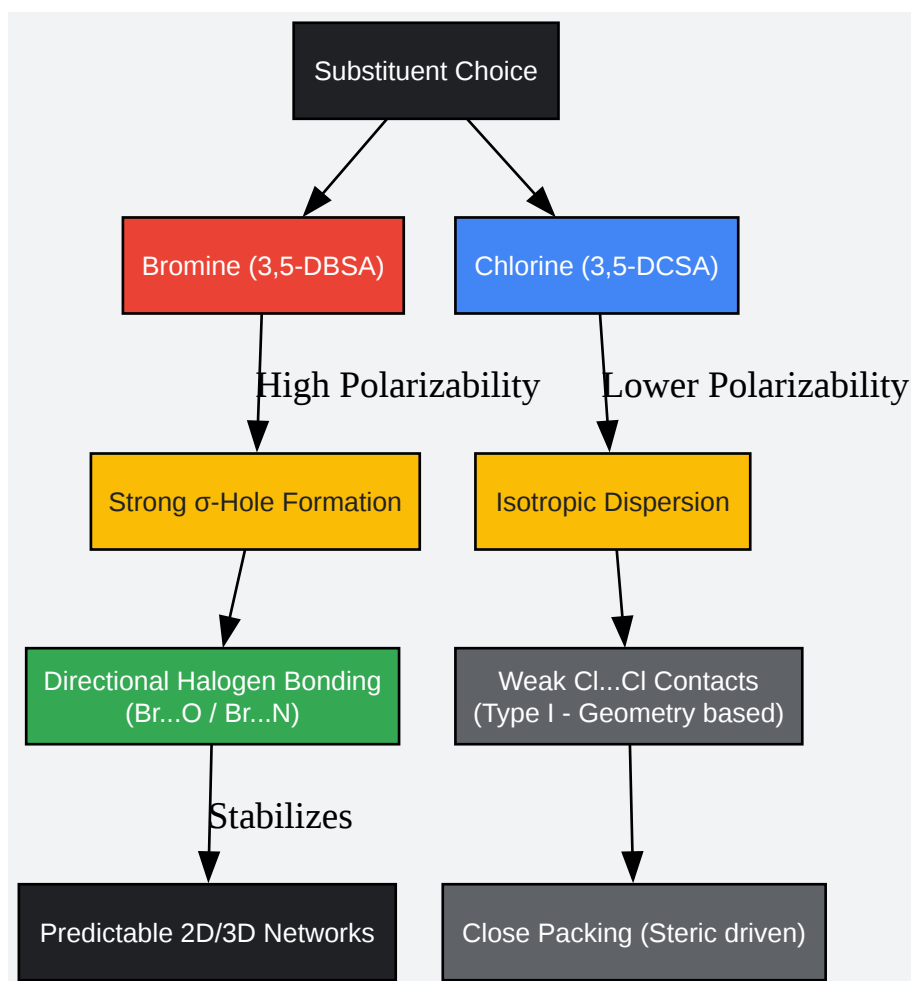 Substituent Choice
Bromine (3,5-DBSA)
Chlorine (3,5-DCSA)
High Polarizability
Lower Polarizability
Strong σ-Hole Formation
Isotropic Dispersion
Directional Halogen Bonding
(Br...O / Br...N)
Weak Cl...Cl Contacts
(Type I - Geometry based)
Stabilizes
Predictable 2D/3D Networks
Close Packing (Steric driven)